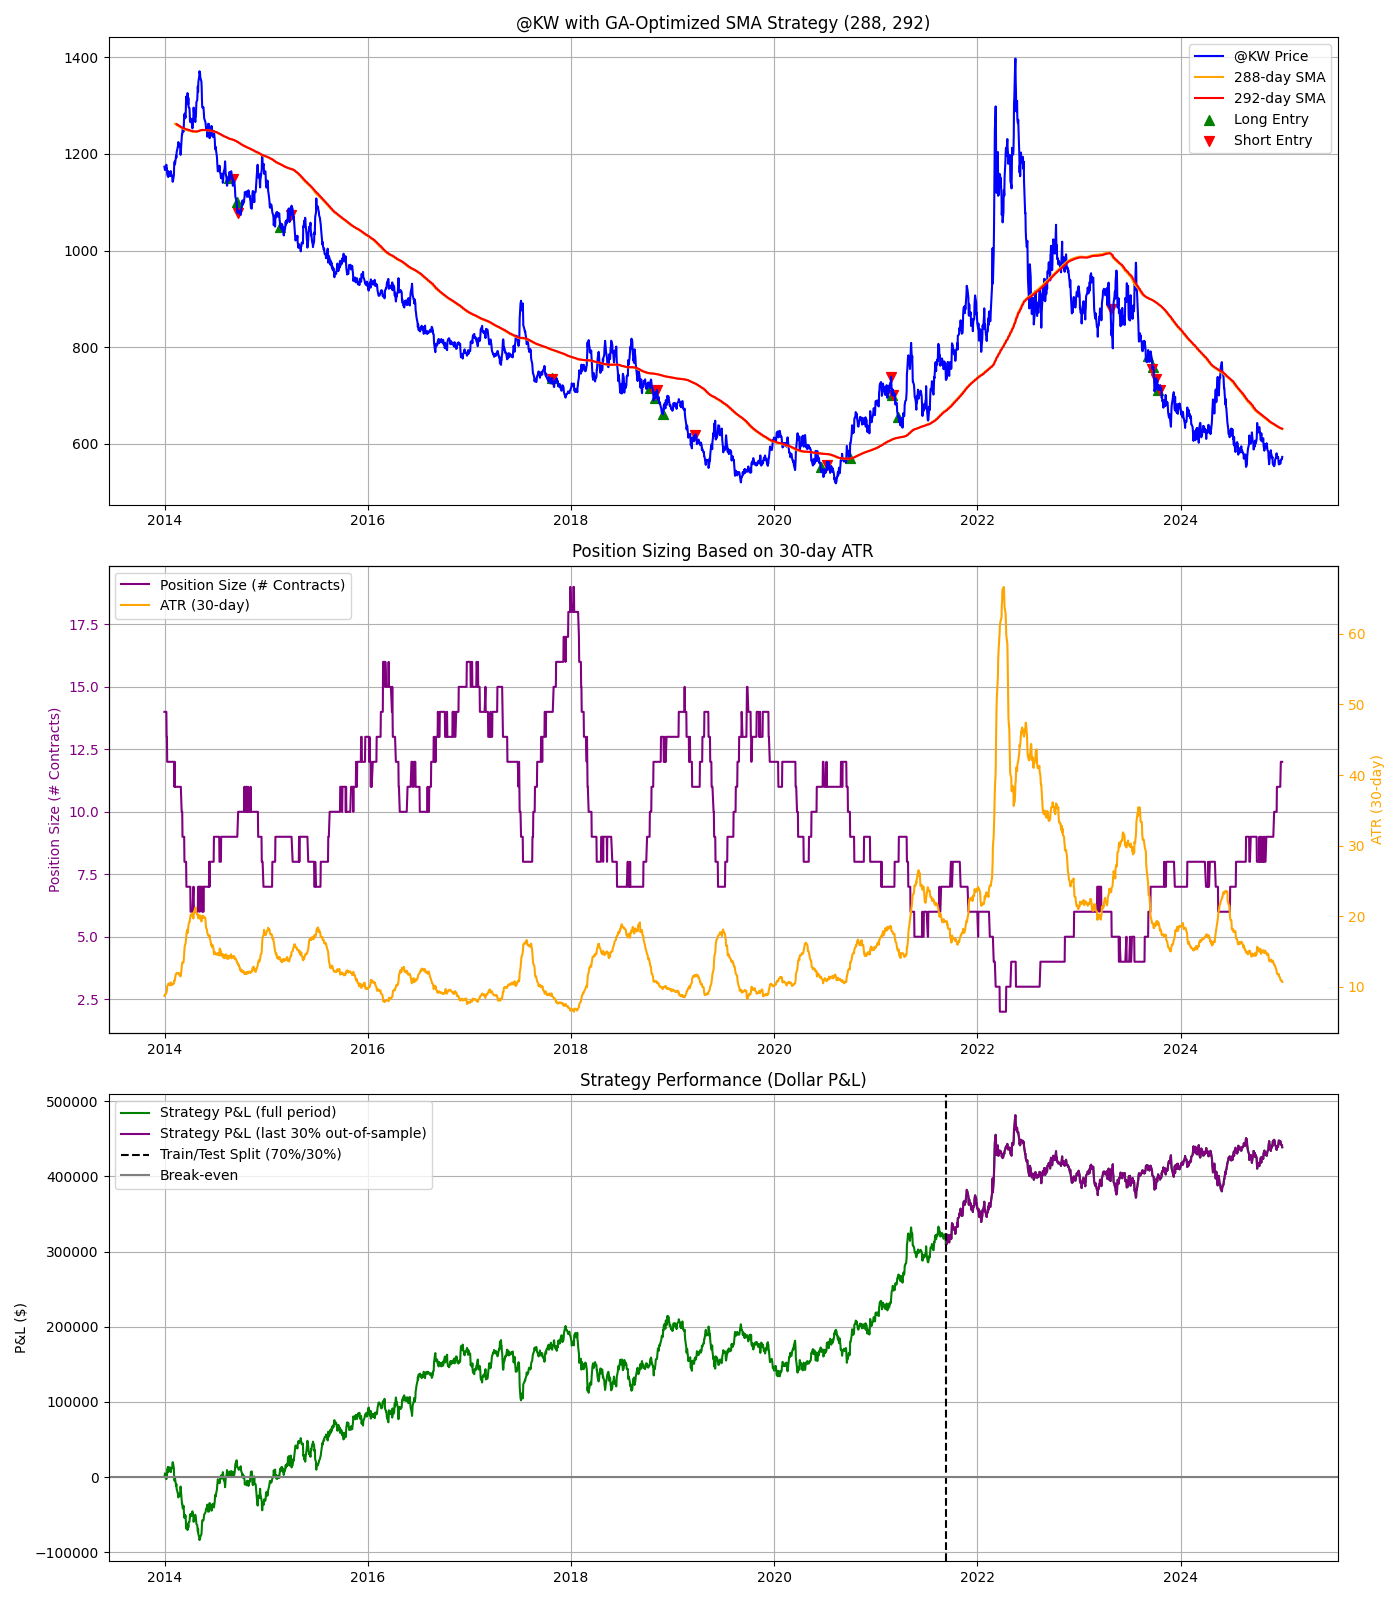 @KW with GA-Optimized SMA Strategy (288, 292)
@KW Price
288-day SMA
292-day SMA
Long Entry
Short Entry
1400
1200
1000
800
600
2014 2016 2018 2020 2022 2024
Position Sizing Based on 30-day ATR
Position Size (# Contracts)
ATR (30-day)
Position Size (# Contracts)
17.5
15.0
12.5
10.0
7.5
5.0
2.5
60
50
40
30
20
10
ATR (30-day)
2014 2016 2018 2020 2022 2024
Strategy Performance (Dollar P&L)
Strategy P&L (full period)
Strategy P&L (last 30% out-of-sample)
Train/Test Split (70%/30%)
Break-even
P&L ($)
500000
400000
300000
200000
100000
0
−100000
2014 2016 2018 2020 2022 2024